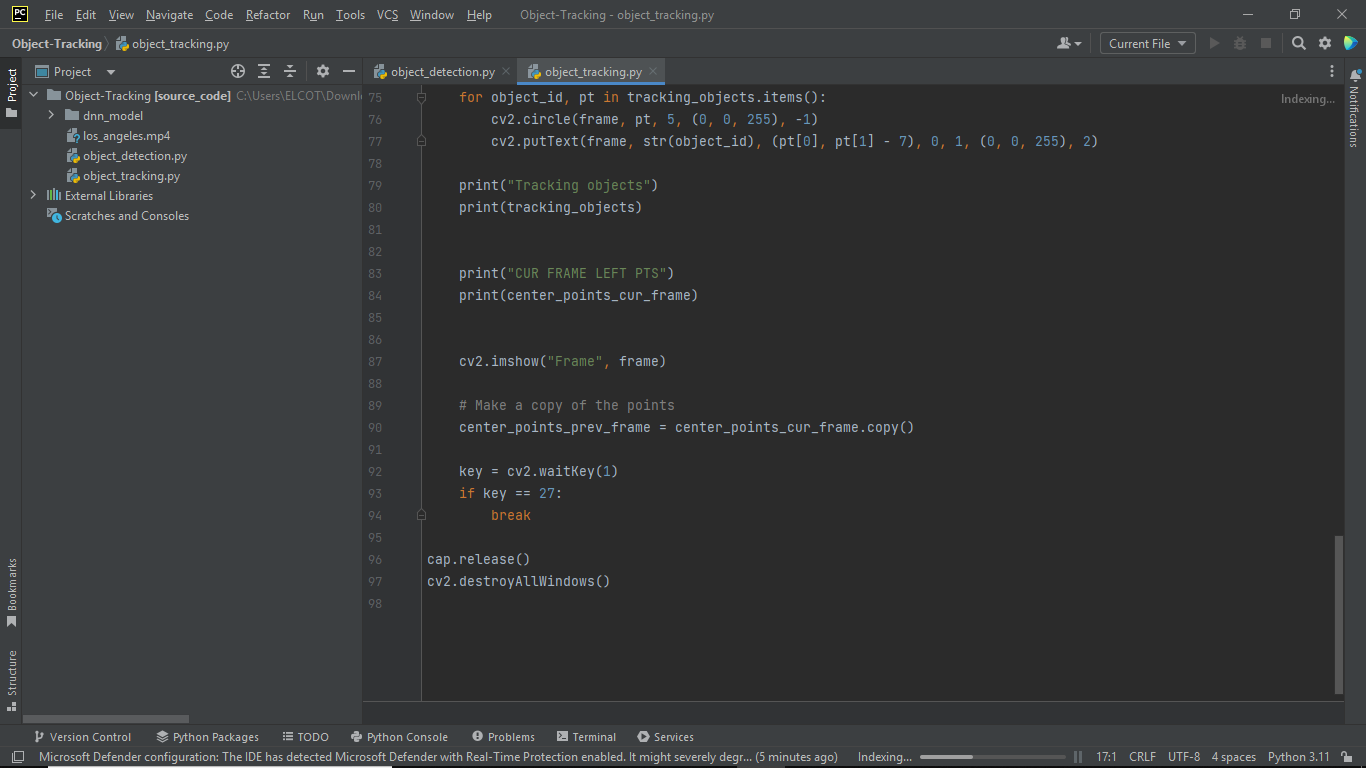 PC File Edit View Navigate Code Refactor Run Tools VCS Window Help Object-Tracking - object_tracking.py
Object-Tracking object_tracking.py Current File
Project Project object_detection.py object_tracking.py
Object-Tracking [source_code] C:\Users\ELCOT\Downl
dnn_model
los_angeles.mp4
object_detection.py
object_tracking.py
External Libraries
Scratches and Consoles
Indexing...
Notifications
75 for object_id, pt in tracking_objects.items():
76 cv2.circle(frame, pt, 5, (0, 0, 255), -1)
77 cv2.putText(frame, str(object_id), (pt[0], pt[1] - 7), 0, 1, (0, 0, 255), 2)
78
79 print("Tracking objects")
80 print(tracking_objects)
81
82
83 print("CUR FRAME LEFT PTS")
84 print(center_points_cur_frame)
85
86
87 cv2.imshow("Frame", frame)
88
89 # Make a copy of the points
90 center_points_prev_frame = center_points_cur_frame.copy()
91
92 key = cv2.waitKey(1)
93 if key == 27:
94 break
95
96 cap.release()
97 cv2.destroyAllWindows()
98
Bookmarks
Structure
Version Control Python Packages TODO Python Console Problems Terminal Services
Microsoft Defender configuration: The IDE has detected Microsoft Defender with Real-Time Protection enabled. It might severely degr... (5 minutes ago) Indexing... 17:1 CRLF UTF-8 4 spaces Python 3.11